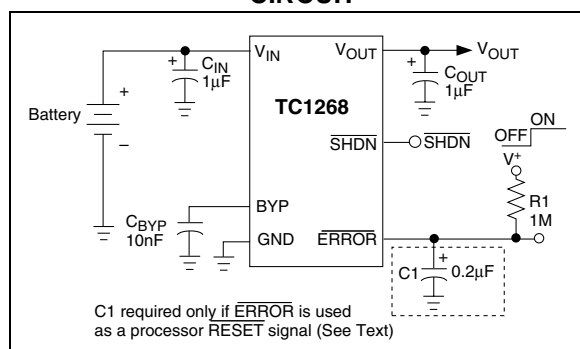 CIRCUIT
VIN
VOUT
VOUT
+
CIN
1µF
+
COUT
1µF
TC1268
Battery
+
–
SHDN
SHDN
ON
OFF
V+
R1
1M
BYP
CBYP
10nF
GND
ERROR
+
C1
0.2µF
C1 required only if ERROR is used
as a processor RESET signal (See Text)